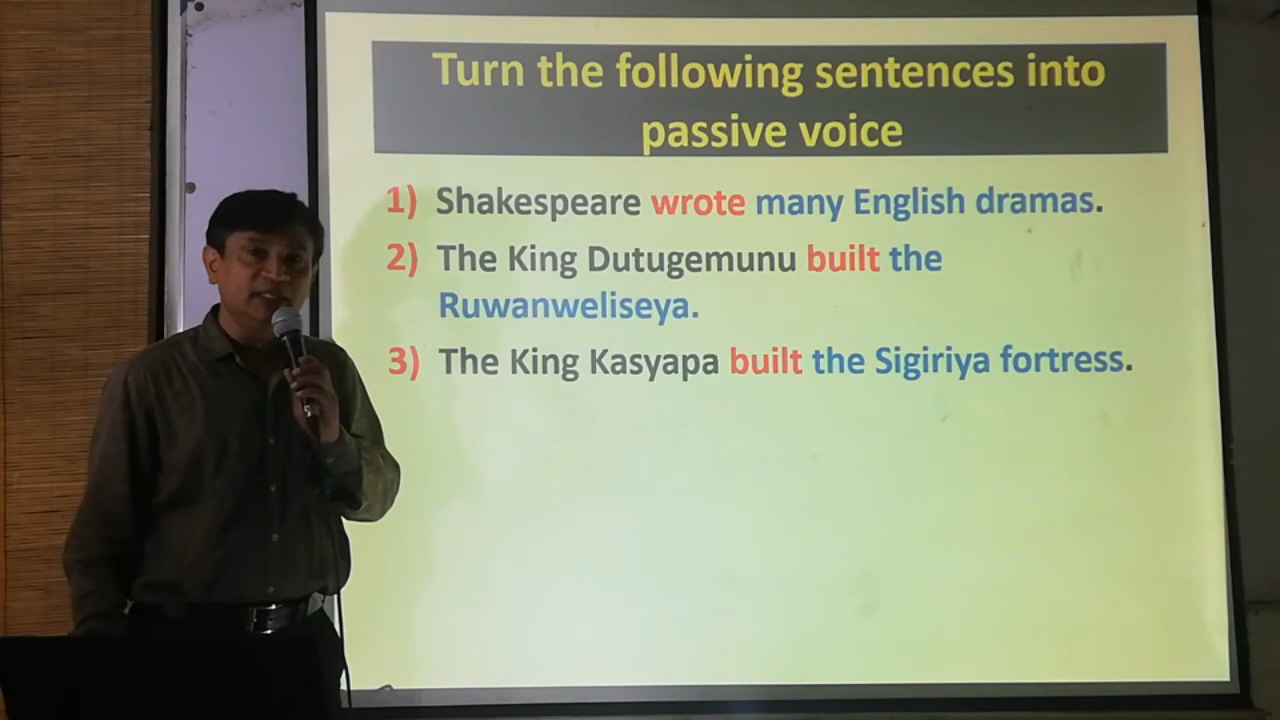 Turn the following sentences into
passive voice
1) Shakespeare wrote many English dramas.
2) The King Dutugemunu built the
Ruwanweliseya.
3) The King Kasyapa built the Sigiriya fortress.